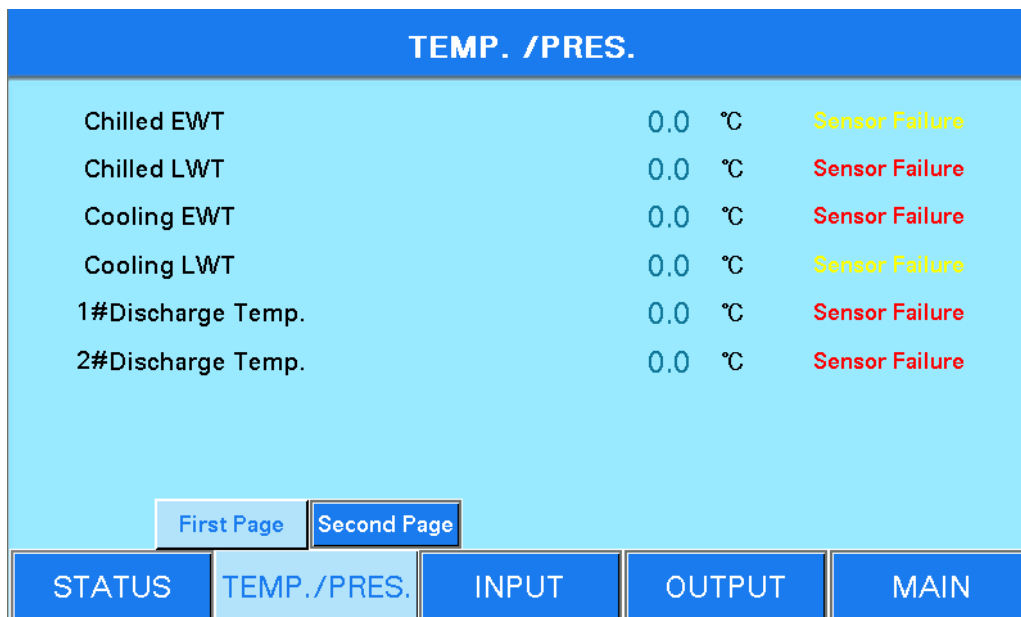 TEMP. /PRES.
Chilled EWT 0.0 ℃ Sensor Failure
Chilled LWT 0.0 ℃ Sensor Failure
Cooling EWT 0.0 ℃ Sensor Failure
Cooling LWT 0.0 ℃ Sensor Failure
1#Discharge Temp. 0.0 ℃ Sensor Failure
2#Discharge Temp. 0.0 ℃ Sensor Failure
First Page Second Page
STATUS TEMP./PRES. INPUT OUTPUT MAIN